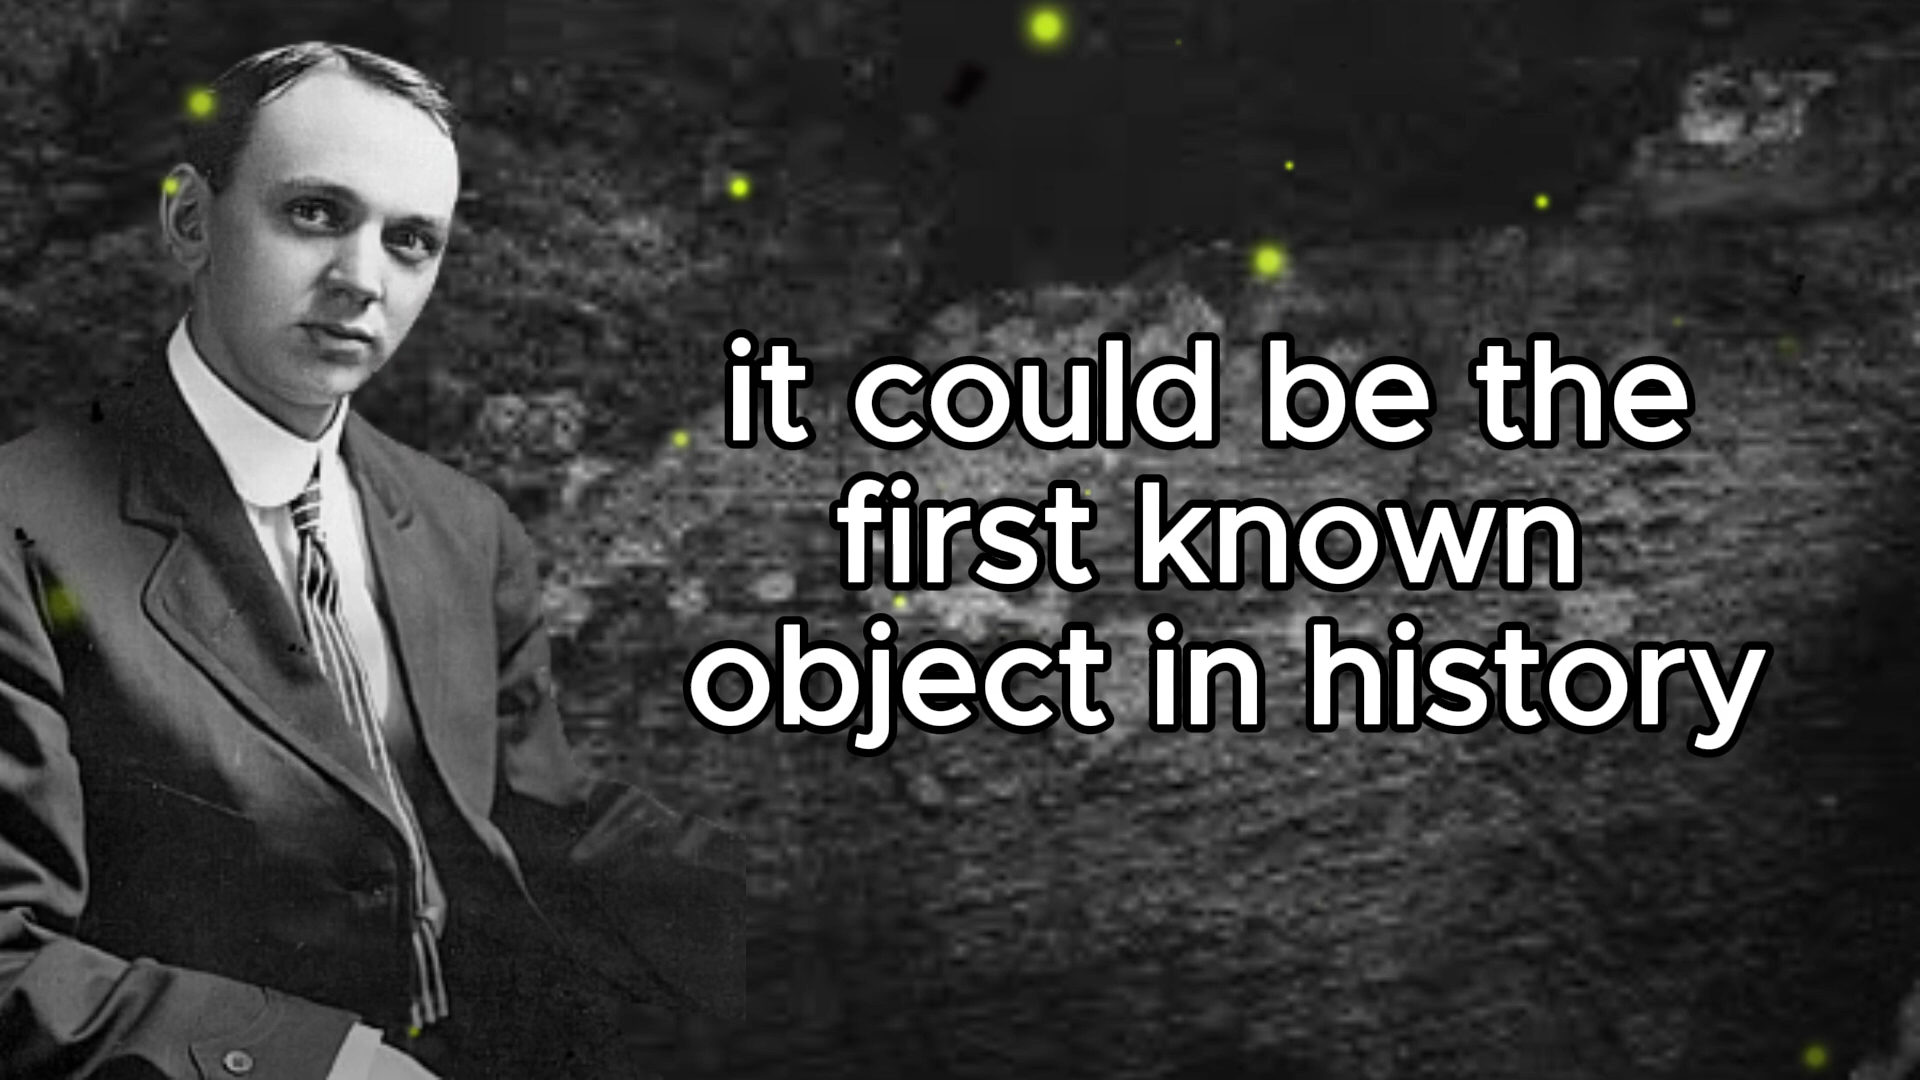 it could be the
first known
object in history